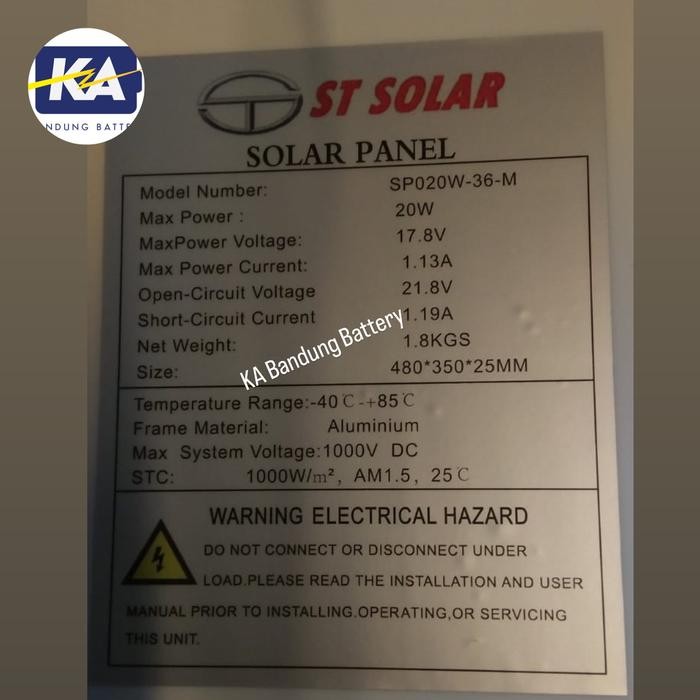 KA
NDUNG BATTE
ST SOLAR
SOLAR PANEL
Model Number: SP020W-36-M
Max Power : 20W
MaxPower Voltage: 17.8V
Max Power Current: 1.13A
Open-Circuit Voltage 21.8V
Short-Circuit Current 1.19A
Net Weight: 1.8KGS
Size: 480*350*25MM
KA Bandung Battery
Temperature Range:-40℃-+85℃
Frame Material: Aluminium
Max System Voltage:1000V DC
STC: 1000W/m², AM1.5, 25℃
WARNING ELECTRICAL HAZARD
DO NOT CONNECT OR DISCONNECT UNDER
LOAD.PLEASE READ THE INSTALLATION AND USER
MANUAL PRIOR TO INSTALLING.OPERATING,OR SERVICING
THIS UNIT.